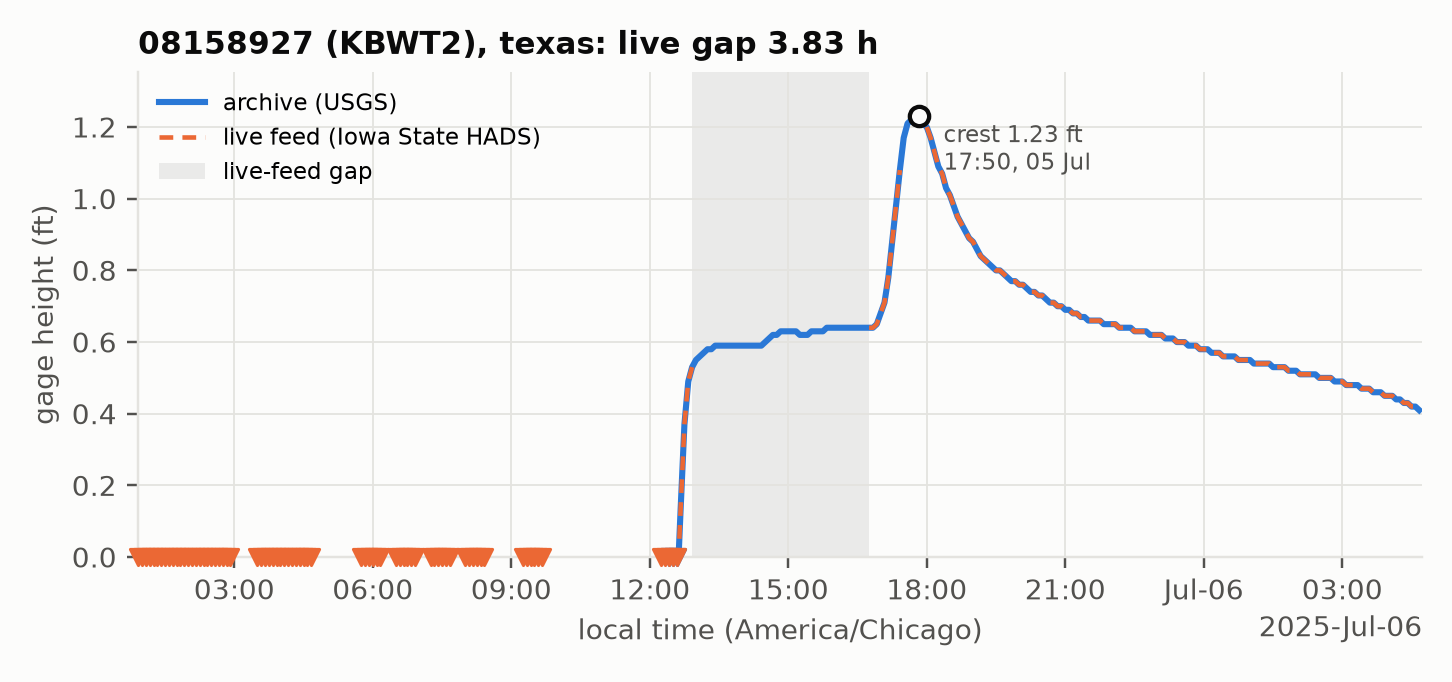 08158927 (KBWT2), texas: live gap 3.83 h
archive (USGS)
live feed (Iowa State HADS)
live-feed gap
crest 1.23 ft
17:50, 05 Jul
gage height (ft)
1.2
1.0
0.8
0.6
0.4
0.2
0.0
03:00 06:00 09:00 12:00 15:00 18:00 21:00 Jul-06 03:00
local time (America/Chicago)
2025-Jul-06